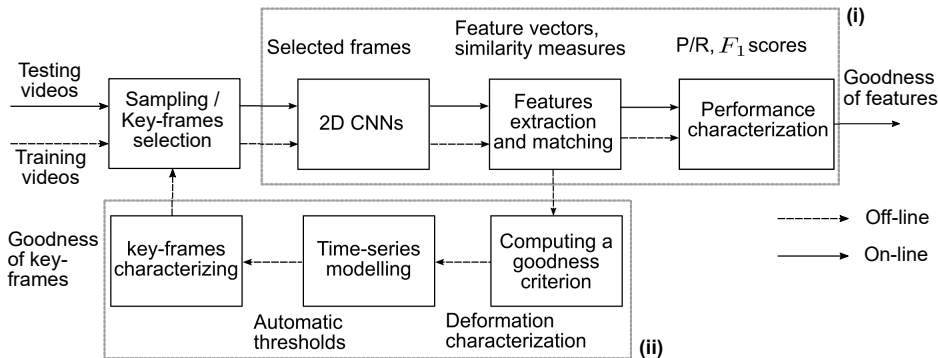 (i)
Feature vectors,
similarity measures
Selected frames
P/R, F₁ scores
Testing
videos
Sampling /
Key-frames
selection
2D CNNs
Features
extraction
and matching
Performance
characterization
Goodness
of features
Training
videos
Off-line
On-line
Goodness
of key-
frames
key-frames
characterizing
Time-series
modelling
Computing a
goodness
criterion
Automatic
thresholds
Deformation
characterization
(ii)